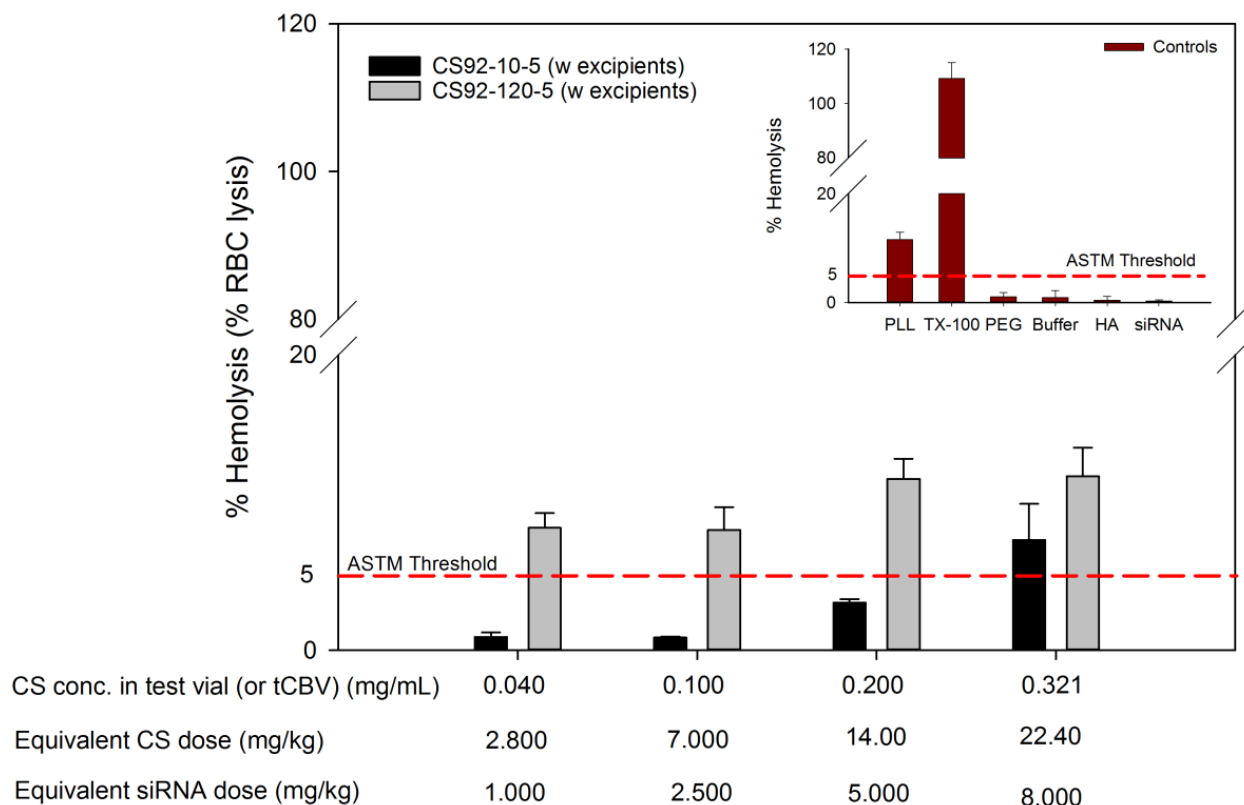 120
100
80
20
5
0
% Hemolysis (% RBC lysis)
CS92-10-5 (w excipients)
CS92-120-5 (w excipients)
Controls
120
100
80
20
5
0
% Hemolysis
ASTM Threshold
PLL TX-100 PEG Buffer HA siRNA
ASTM Threshold
CS conc. in test vial (or tCBV) (mg/mL) 0.040 0.100 0.200 0.321
Equivalent CS dose (mg/kg) 2.800 7.000 14.00 22.40
Equivalent siRNA dose (mg/kg) 1.000 2.500 5.000 8.000